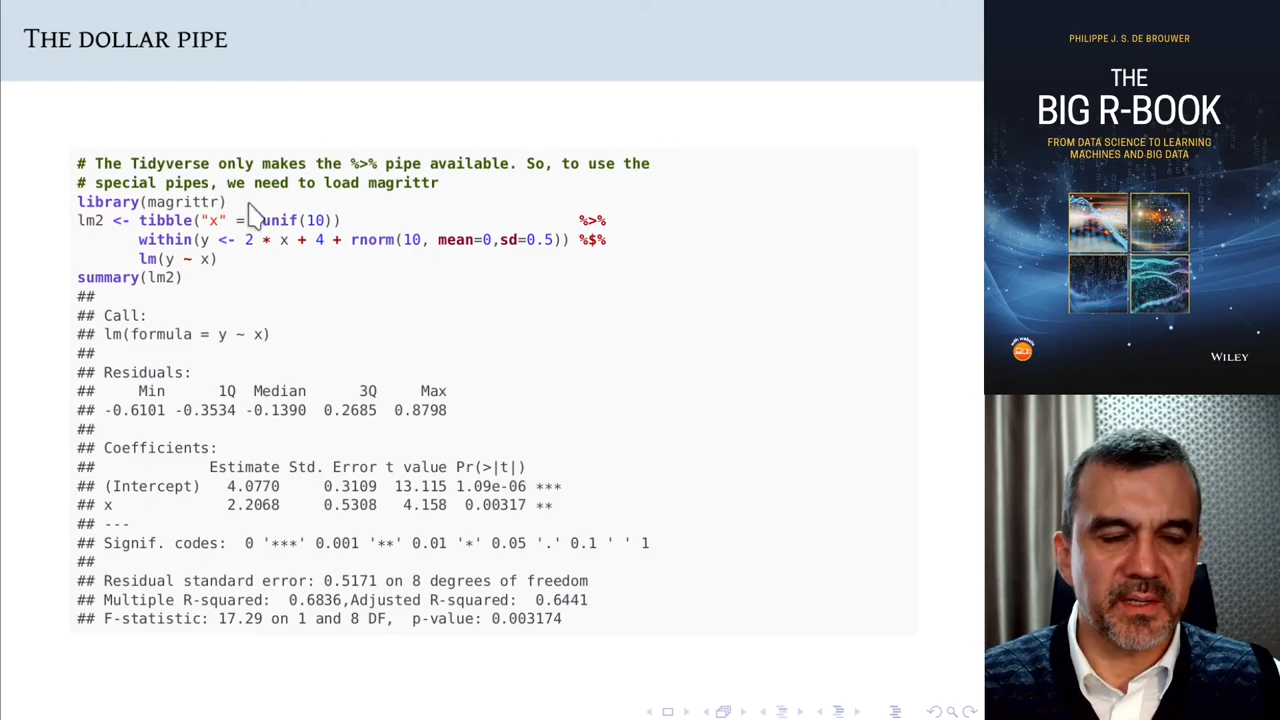 THE DOLLAR PIPE
# The Tidyverse only makes the %>% pipe available. So, to use the
# special pipes, we need to load magrittr
library(magrittr)
lm2 <- tibble("x" = unif(10)) %>%
within(y <- 2 * x + 4 + rnorm(10, mean=0,sd=0.5)) %$%
lm(y ~ x)
summary(lm2)
##
## Call:
## lm(formula = y ~ x)
##
## Residuals:
## Min 1Q Median 3Q Max
## -0.6101 -0.3534 -0.1390 0.2685 0.8798
##
## Coefficients:
## Estimate Std. Error t value Pr(>|t|)
## (Intercept) 4.0770 0.3109 13.115 1.09e-06 ***
## x 2.2068 0.5308 4.158 0.00317 **
## ---
## Signif. codes: 0 '***' 0.001 '**' 0.01 '*' 0.05 '.' 0.1 ' ' 1
##
## Residual standard error: 0.5171 on 8 degrees of freedom
## Multiple R-squared: 0.6836,Adjusted R-squared: 0.6441
## F-statistic: 17.29 on 1 and 8 DF, p-value: 0.003174
PHILIPPE J. S. DE BROUWER
THE
BIG R-BOOK
FROM DATA SCIENCE TO LEARNING
MACHINES AND BIG DATA
WILEY